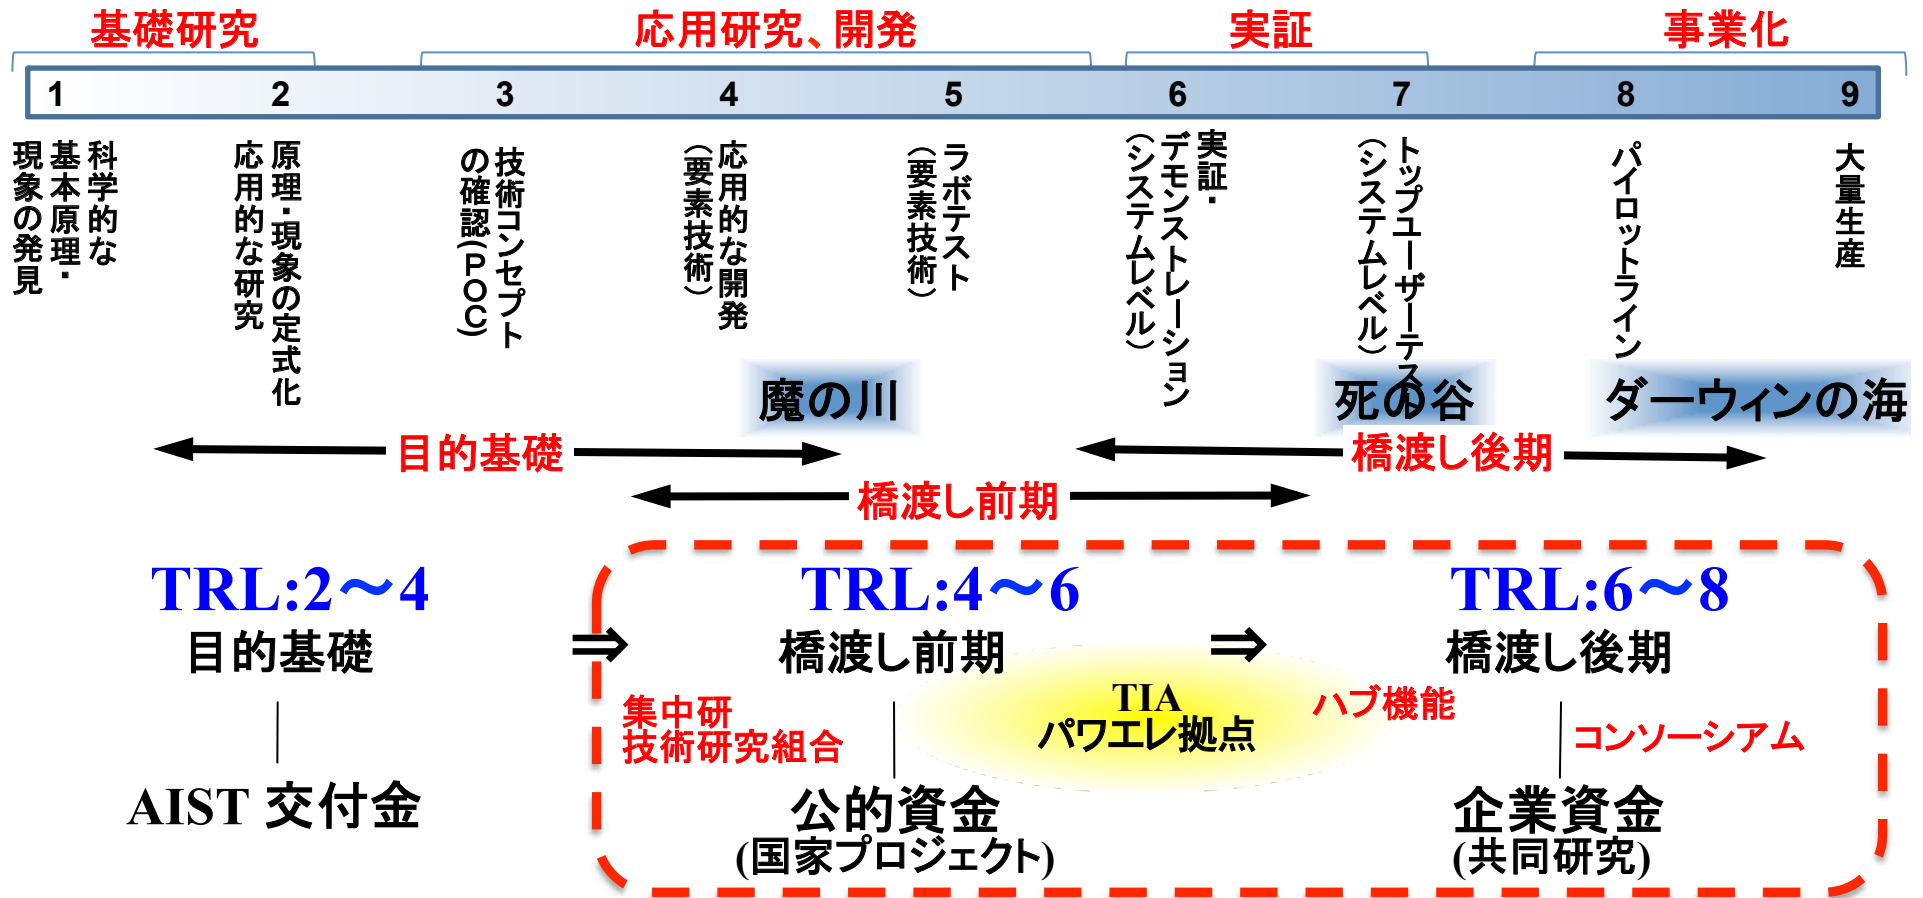 基礎研究
応用研究、開発
実証
事業化
1
2
3
4
5
6
7
8
9
科学的な
基本原理・
現象の発見
原理・現象の定式化
応用的な研究
技術コンセプト
の確認(POC)
応用的な開発
(要素技術)
ラボテスト
(要素技術)
実証・
デモンストレーション
(システムレベル)
トップユーザーテスト
(システムレベル)
パイロットライン
大量生産
魔の川
死の谷
ダーウィンの海
目的基礎
橋渡し後期
橋渡し前期
TRL:2～4
目的基礎
AIST 交付金
⇒
TRL:4～6
橋渡し前期
集中研
技術研究組合
公的資金
(国家プロジェクト)
TIA
パワエレ拠点
⇒
ハブ機能
TRL:6～8
橋渡し後期
コンソーシアム
企業資金
(共同研究)